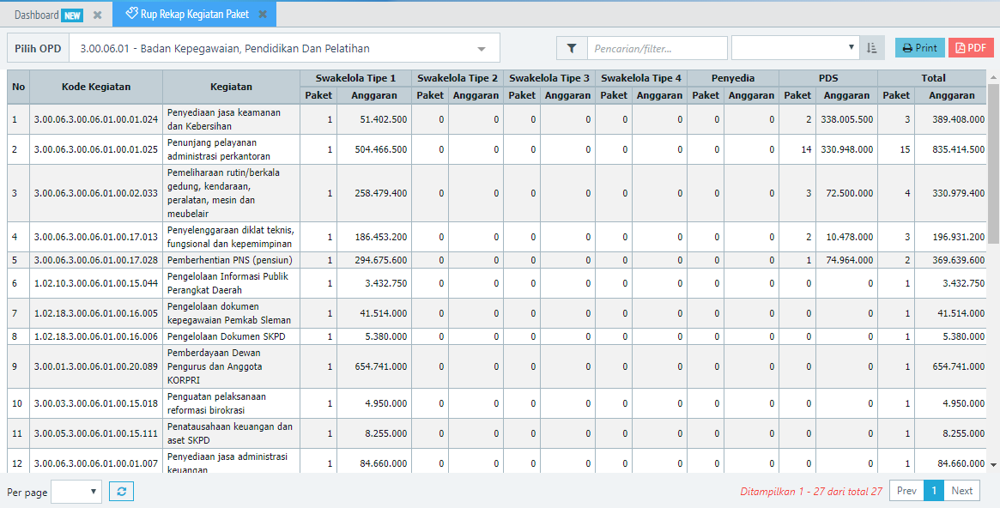 Dashboard NEW ✖ Rup Rekap Kegiatan Paket ✖
Pilih OPD 3.00.06.01 - Badan Kepegawaian, Pendidikan Dan Pelatihan Pencarian/filter... Print PDF
No Kode Kegiatan Kegiatan Swakelola Tipe 1 Swakelola Tipe 2 Swakelola Tipe 3 Swakelola Tipe 4 Penyedia PDS Total
Paket Anggaran Paket Anggaran Paket Anggaran Paket Anggaran Paket Anggaran Paket Anggaran Paket Anggaran
1 3.00.06.3.00.06.01.00.01.024 Penyediaan jasa keamanan
dan Kebersihan 1 51.402.500 0 0 0 0 0 0 0 0 2 338.005.500 3 389.408.000
2 3.00.06.3.00.06.01.00.01.025 Penunjang pelayanan
administrasi perkantoran 1 504.466.500 0 0 0 0 0 0 0 0 14 330.948.000 15 835.414.500
3 3.00.06.3.00.06.01.00.02.033 Pemeliharaan rutin/berkala
gedung, kendaraan,
peralatan, mesin dan
meubelair 1 258.479.400 0 0 0 0 0 0 0 0 3 72.500.000 4 330.979.400
4 3.00.06.3.00.06.01.00.17.013 Penyelenggaraan diklat teknis,
fungsional dan kepemimpinan 1 186.453.200 0 0 0 0 0 0 0 0 2 10.478.000 3 196.931.200
5 3.00.06.3.00.06.01.00.17.028 Pemberhentian PNS (pensiun) 1 294.675.600 0 0 0 0 0 0 0 0 1 74.964.000 2 369.639.600
6 1.02.10.3.00.06.01.00.15.044 Pengelolaan Informasi Publik
Perangkat Daerah 1 3.432.750 0 0 0 0 0 0 0 0 0 0 1 3.432.750
7 1.02.18.3.00.06.01.00.16.005 Pengelolaan dokumen
kepegawaian Pemkab Sleman 1 41.514.000 0 0 0 0 0 0 0 0 0 0 1 41.514.000
8 1.02.18.3.00.06.01.00.16.006 Pengelolaan Dokumen SKPD 1 5.380.000 0 0 0 0 0 0 0 0 0 0 1 5.380.000
9 3.00.01.3.00.06.01.00.20.089 Pemberdayaan Dewan
Pengurus dan Anggota
KORPRI 1 654.741.000 0 0 0 0 0 0 0 0 0 0 1 654.741.000
10 3.00.03.3.00.06.01.00.15.018 Penguatan pelaksanaan
reformasi birokrasi 1 4.950.000 0 0 0 0 0 0 0 0 0 0 1 4.950.000
11 3.00.05.3.00.06.01.00.15.111 Penatausahaan keuangan dan
aset SKPD 1 8.255.000 0 0 0 0 0 0 0 0 0 0 1 8.255.000
12 3.00.06.3.00.06.01.00.01.007 Penyediaan jasa administrasi
keuangan 1 84.660.000 0 0 0 0 0 0 0 0 0 0 1 84.660.000
Per page Ditampilkan 1 - 27 dari total 27 Prev 1 Next